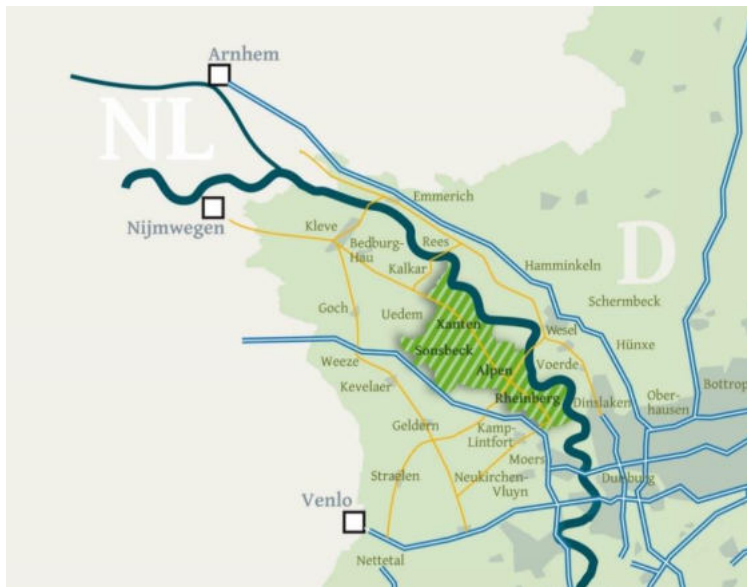 Arnhem
NL
Emmerich
Nijmwegen
Kleve
Bedburg-
Hau
Rees
D
Kalkar
Hamminkeln
Schermbeck
Goch
Uedem
Xanten
Wesel
Hünxe
Sonsbeck
Weeze
Alpen
Voerde
Kevelaer
Rheinberg
Dinslaken
Ober-
hausen
Bottrop
Geldern
Kamp-
Lintfort
Moers
Straelen
Neukirchen-
Vluyn
Duisburg
Venlo
Nettetal